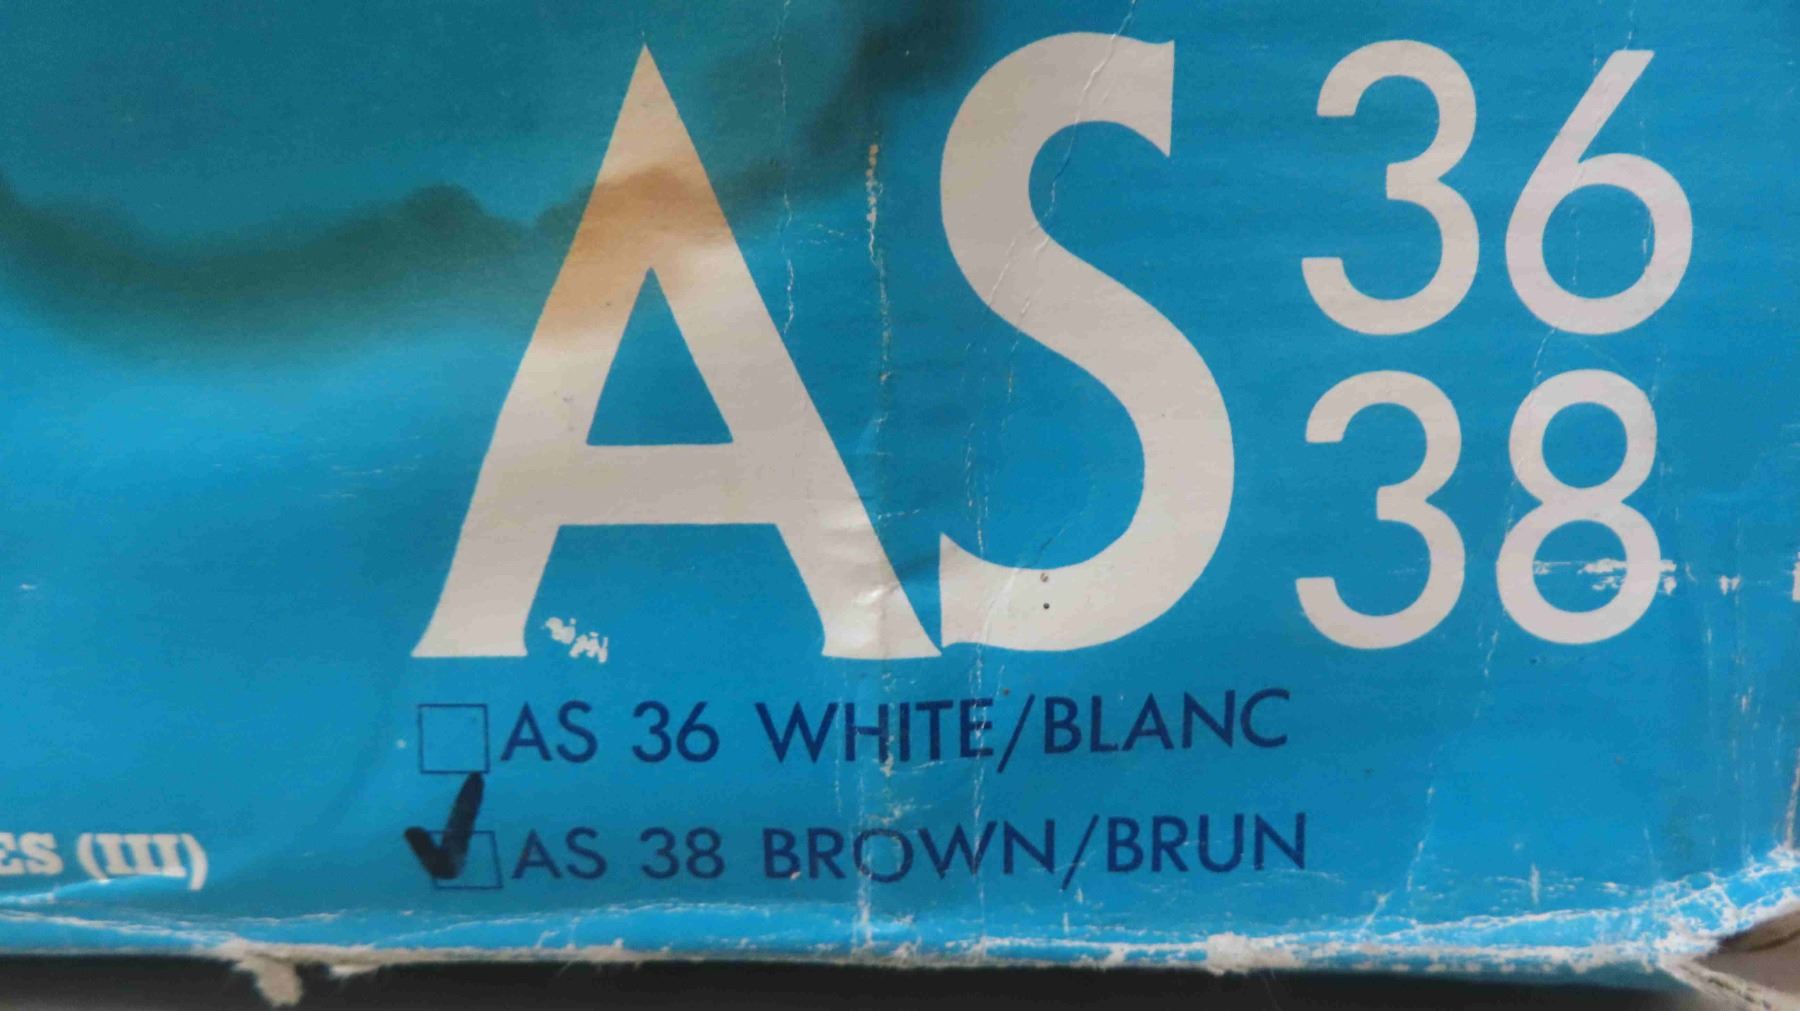 AS 36
38
AS 36 WHITE/BLANC
AS 38 BROWN/BRUN
ES (III)